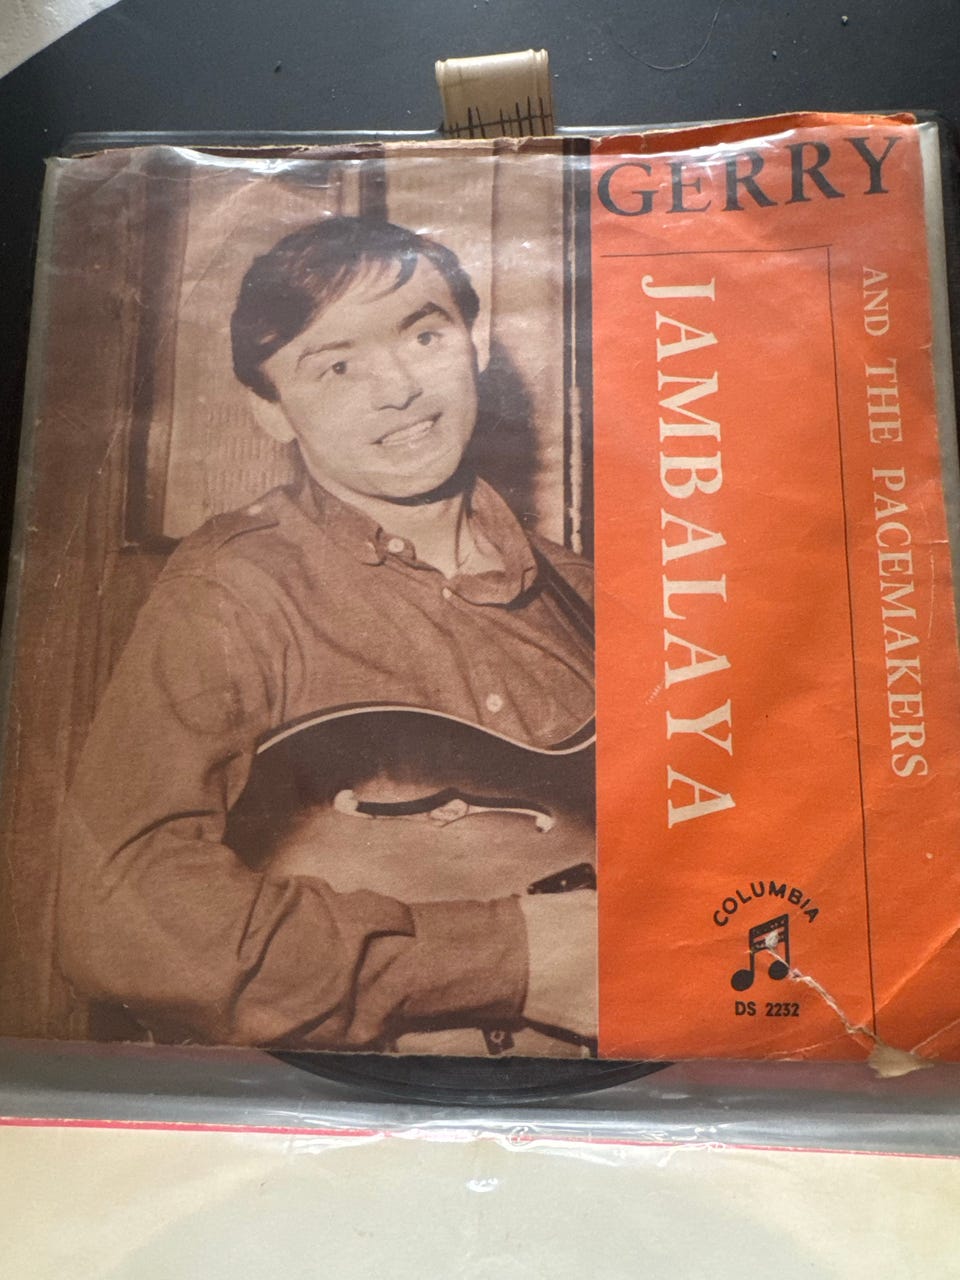 GERRY
AND THE PACEMAKERS
JAMBALAYA
COLUMBIA
DS 2232